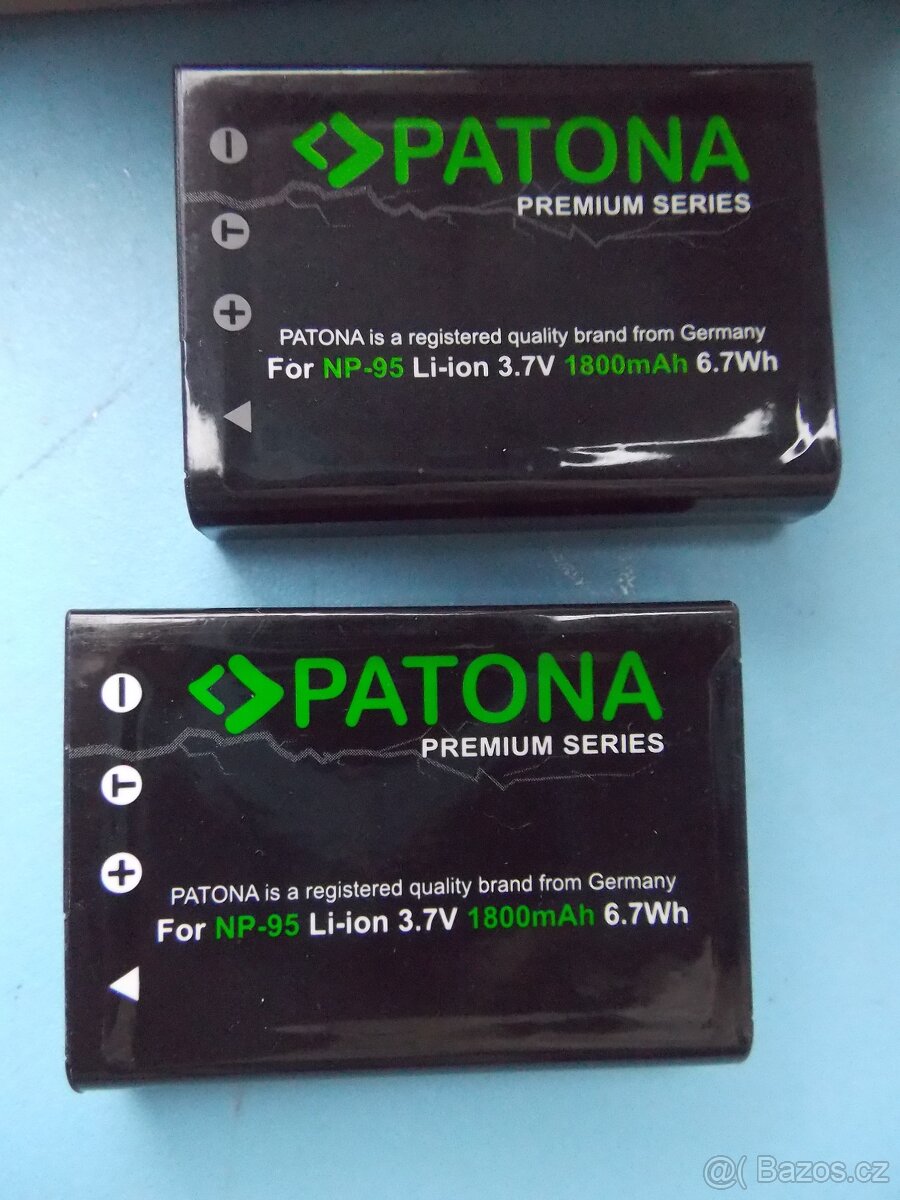 PATONA
PREMIUM SERIES
PATONA is a registered quality brand from Germany
For NP-95 Li-ion 3.7V 1800mAh 6.7Wh
− T +
PATONA
PREMIUM SERIES
PATONA is a registered quality brand from Germany
For NP-95 Li-ion 3.7V 1800mAh 6.7Wh
− T +
@( Bazos.cz